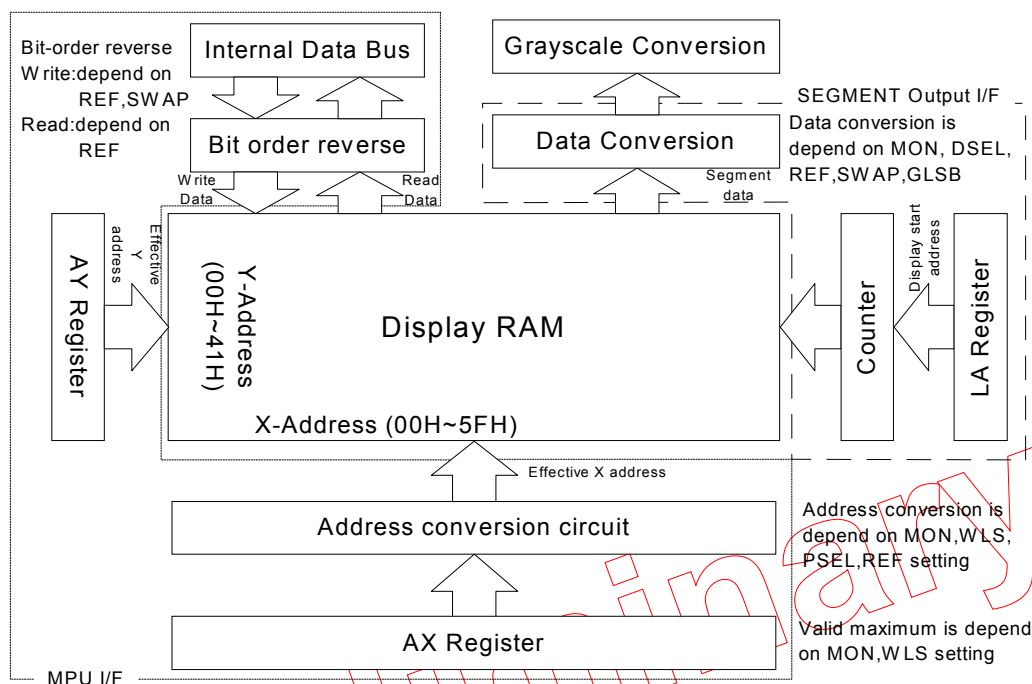 Bit-order reverse
Write:depend on
REF,SWAP
Read:depend on
REF
Internal Data Bus
Bit order reverse
Write
Data
Read
Data
Grayscale Conversion
SEGMENT Output I/F
Data Conversion
Data conversion is
depend on MON, DSEL,
REF,SWAP,GLSB
Segment
data
AY Register
Effective
Y
address
Y-Address
(00H~41H)
Display RAM
X-Address (00H~5FH)
Counter
Display start
address
LA Register
Effective X address
Address conversion circuit
Address conversion is
depend on MON,WLS,
PSEL,REF setting
AX Register
Valid maximum is depend
on MON,WLS setting
MPU I/F